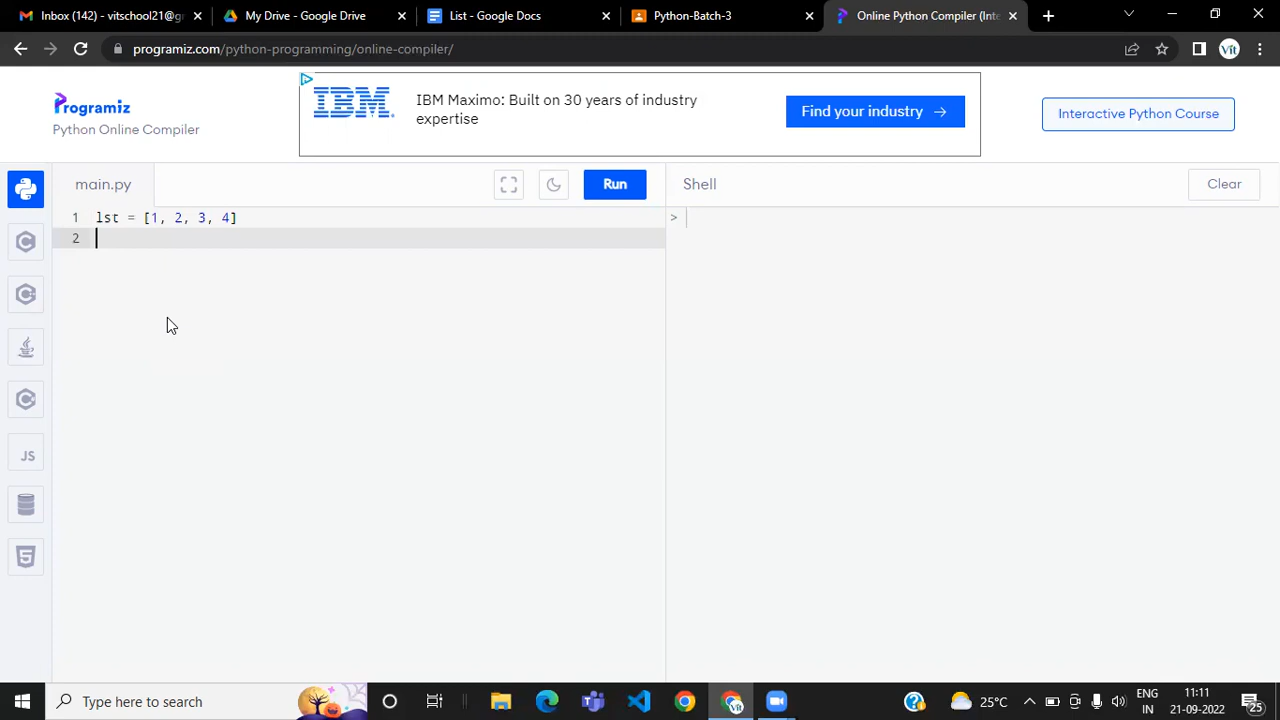 Inbox (142) - vitschool21@g
My Drive - Google Drive
List - Google Docs
Python-Batch-3
Online Python Compiler (Inte
programiz.com/python-programming/online-compiler/
Vit
Programiz
Python Online Compiler
IBM
IBM Maximo: Built on 30 years of industry
expertise
Find your industry →
Interactive Python Course
main.py
Run
Shell
Clear
1 lst = [1, 2, 3, 4]
2
>
JS
Type here to search
25°C
ENG
IN
11:11
21-09-2022
25